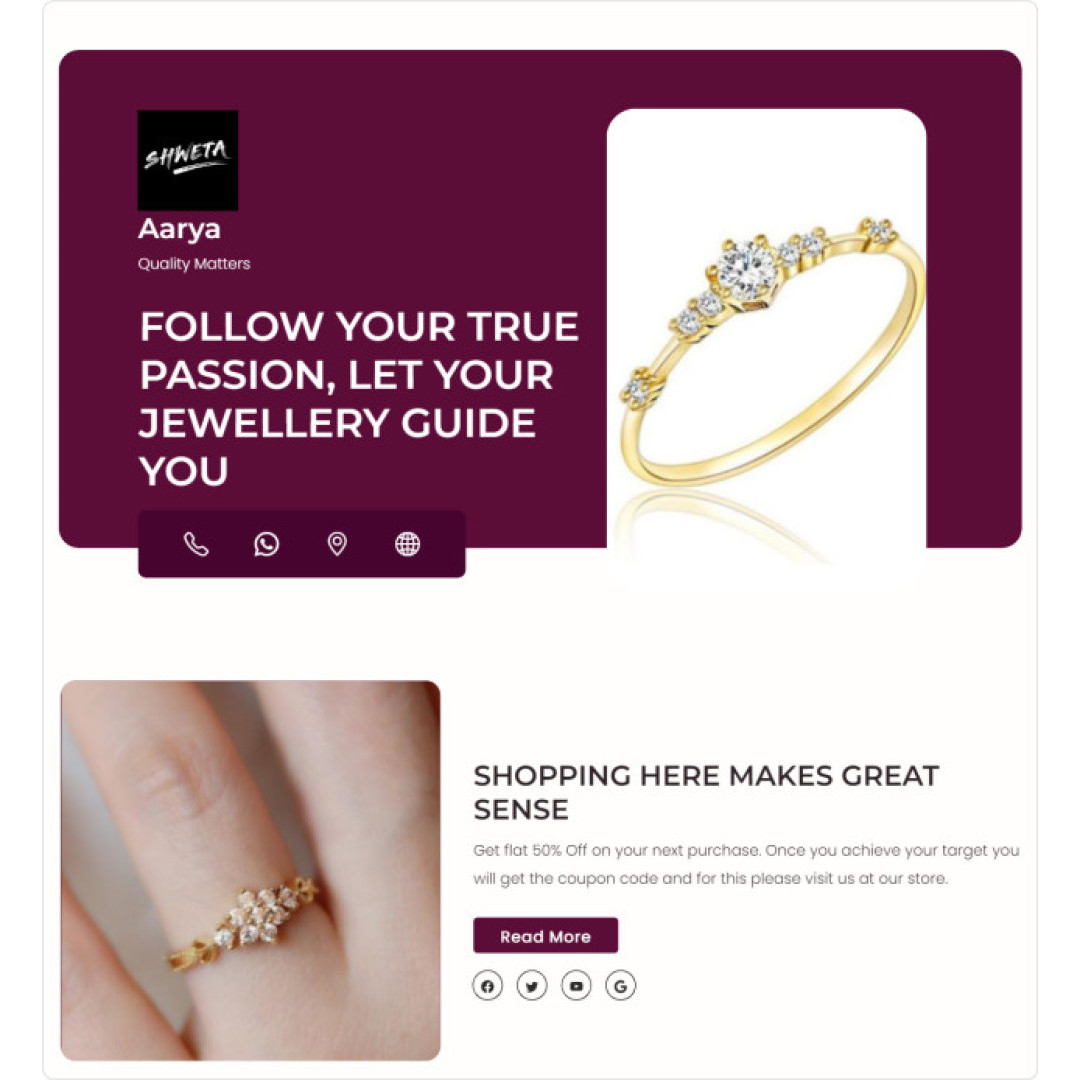 SHWETA
Aarya
Quality Matters
FOLLOW YOUR TRUE
PASSION, LET YOUR
JEWELLERY GUIDE
YOU
SHOPPING HERE MAKES GREAT
SENSE
Get flat 50% Off on your next purchase. Once you achieve your target you
will get the coupon code and for this please visit us at our store.
Read More